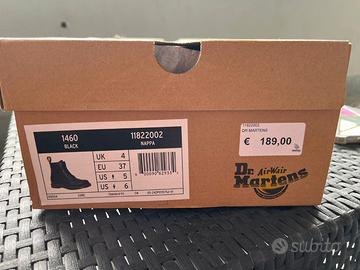 1460
BLACK
11822002
NAPPA
UK 4
EU 37
US 5
US 6
11822002
DR MARTENS
€ 189,00
Dr.
AirWair
Martens
subito